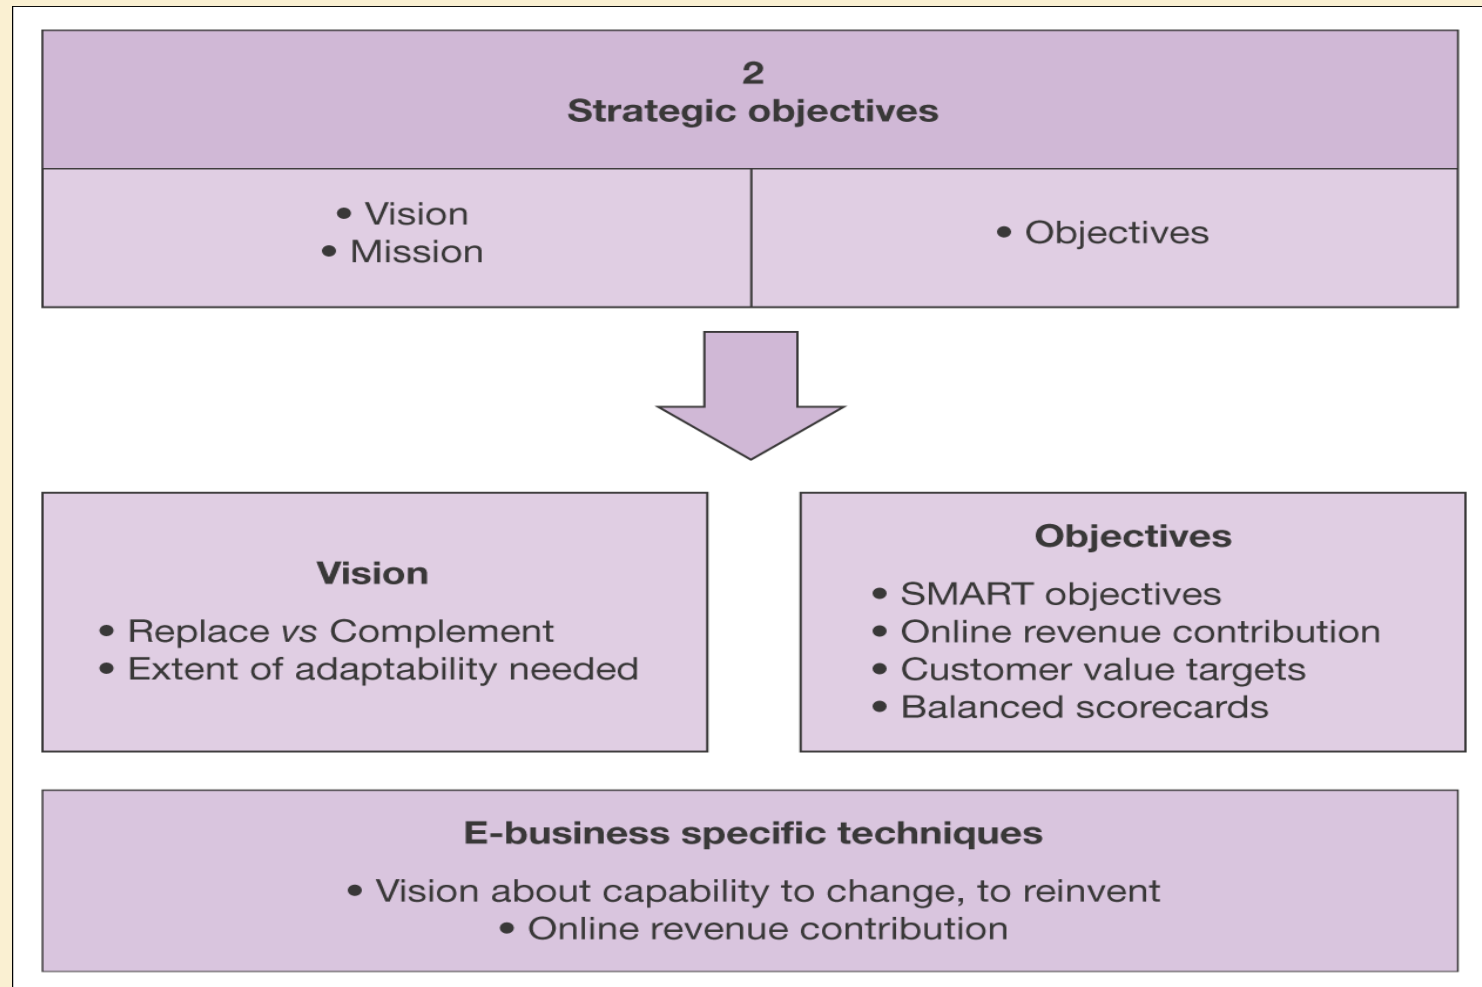 2
Strategic objectives
• Vision
• Mission
• Objectives
Vision
• Replace vs Complement
• Extent of adaptability needed
Objectives
• SMART objectives
• Online revenue contribution
• Customer value targets
• Balanced scorecards
E-business specific techniques
• Vision about capability to change, to reinvent
• Online revenue contribution